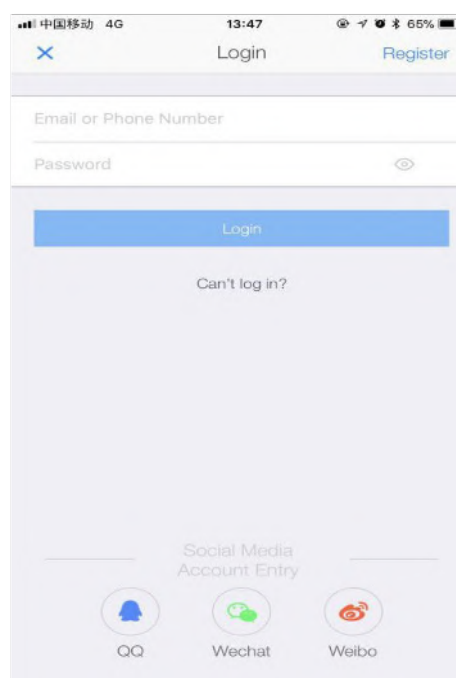 中国移动 4G 13:47 65%
Login Register
Email or Phone Number
Password
Login
Can't log in?
Social Media
Account Entry
QQ Wechat Weibo